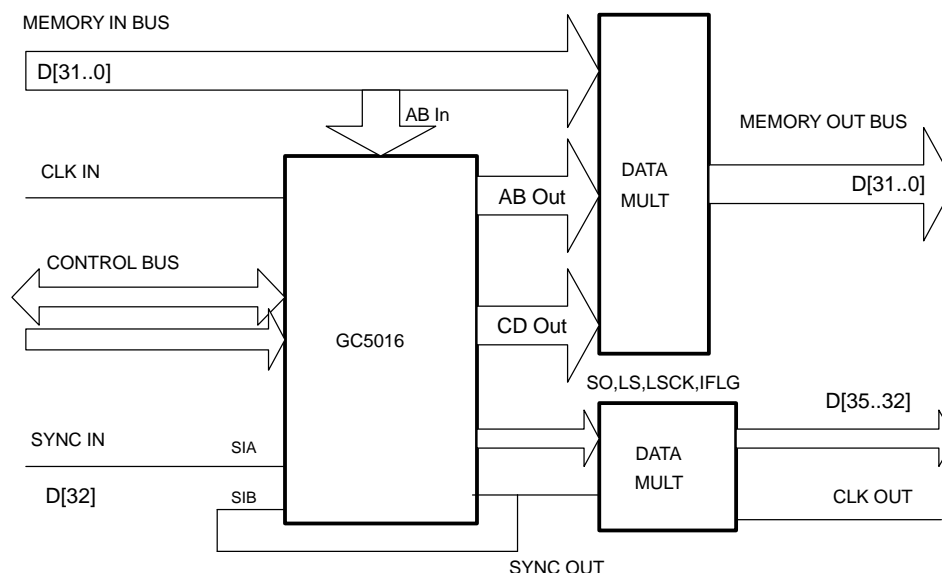 MEMORY IN BUS
D[31..0]
AB In
MEMORY OUT BUS
D[31..0]
CLK IN
DATA
MULT
AB Out
CONTROL BUS
CD Out
GC5016
SO,LS,LSCK,IFLG
D[35..32]
SYNC IN
SIA
DATA
MULT
D[32]
SIB
CLK OUT
SYNC OUT